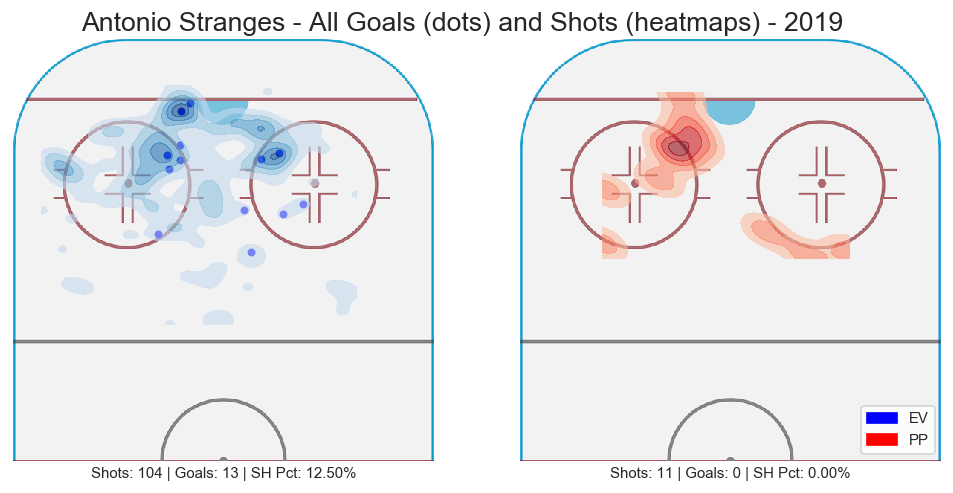 Antonio Stranges - All Goals (dots) and Shots (heatmaps) - 2019
EV
PP
Shots: 104 | Goals: 13 | SH Pct: 12.50%
Shots: 11 | Goals: 0 | SH Pct: 0.00%